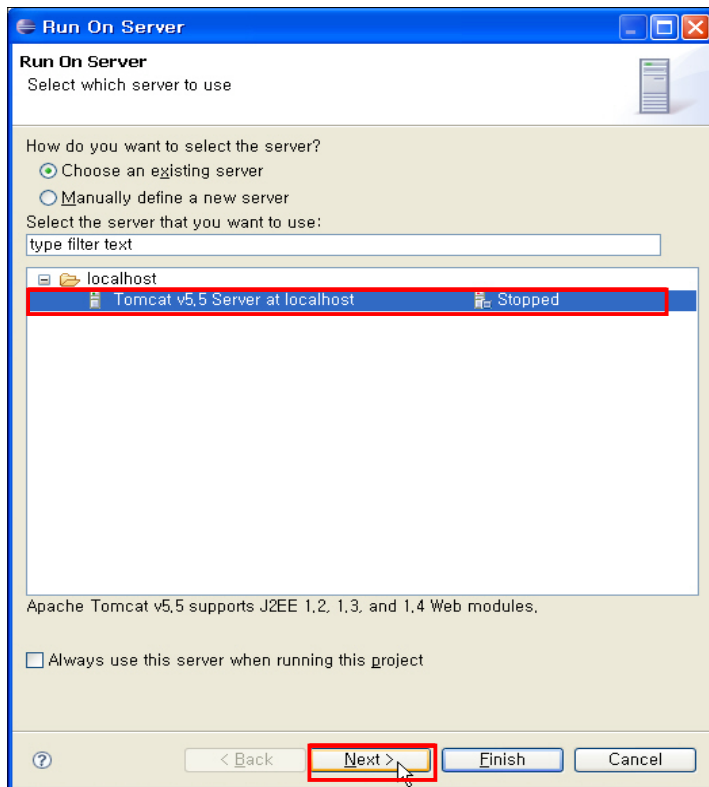 Run On Server
Run On Server
Select which server to use
How do you want to select the server?
Choose an existing server
Manually define a new server
Select the server that you want to use:
type filter text
localhost
Tomcat v5.5 Server at localhost Stopped
Apache Tomcat v5.5 supports J2EE 1.2, 1.3, and 1.4 Web modules.
Always use this server when running this project
? < Back Next > Finish Cancel